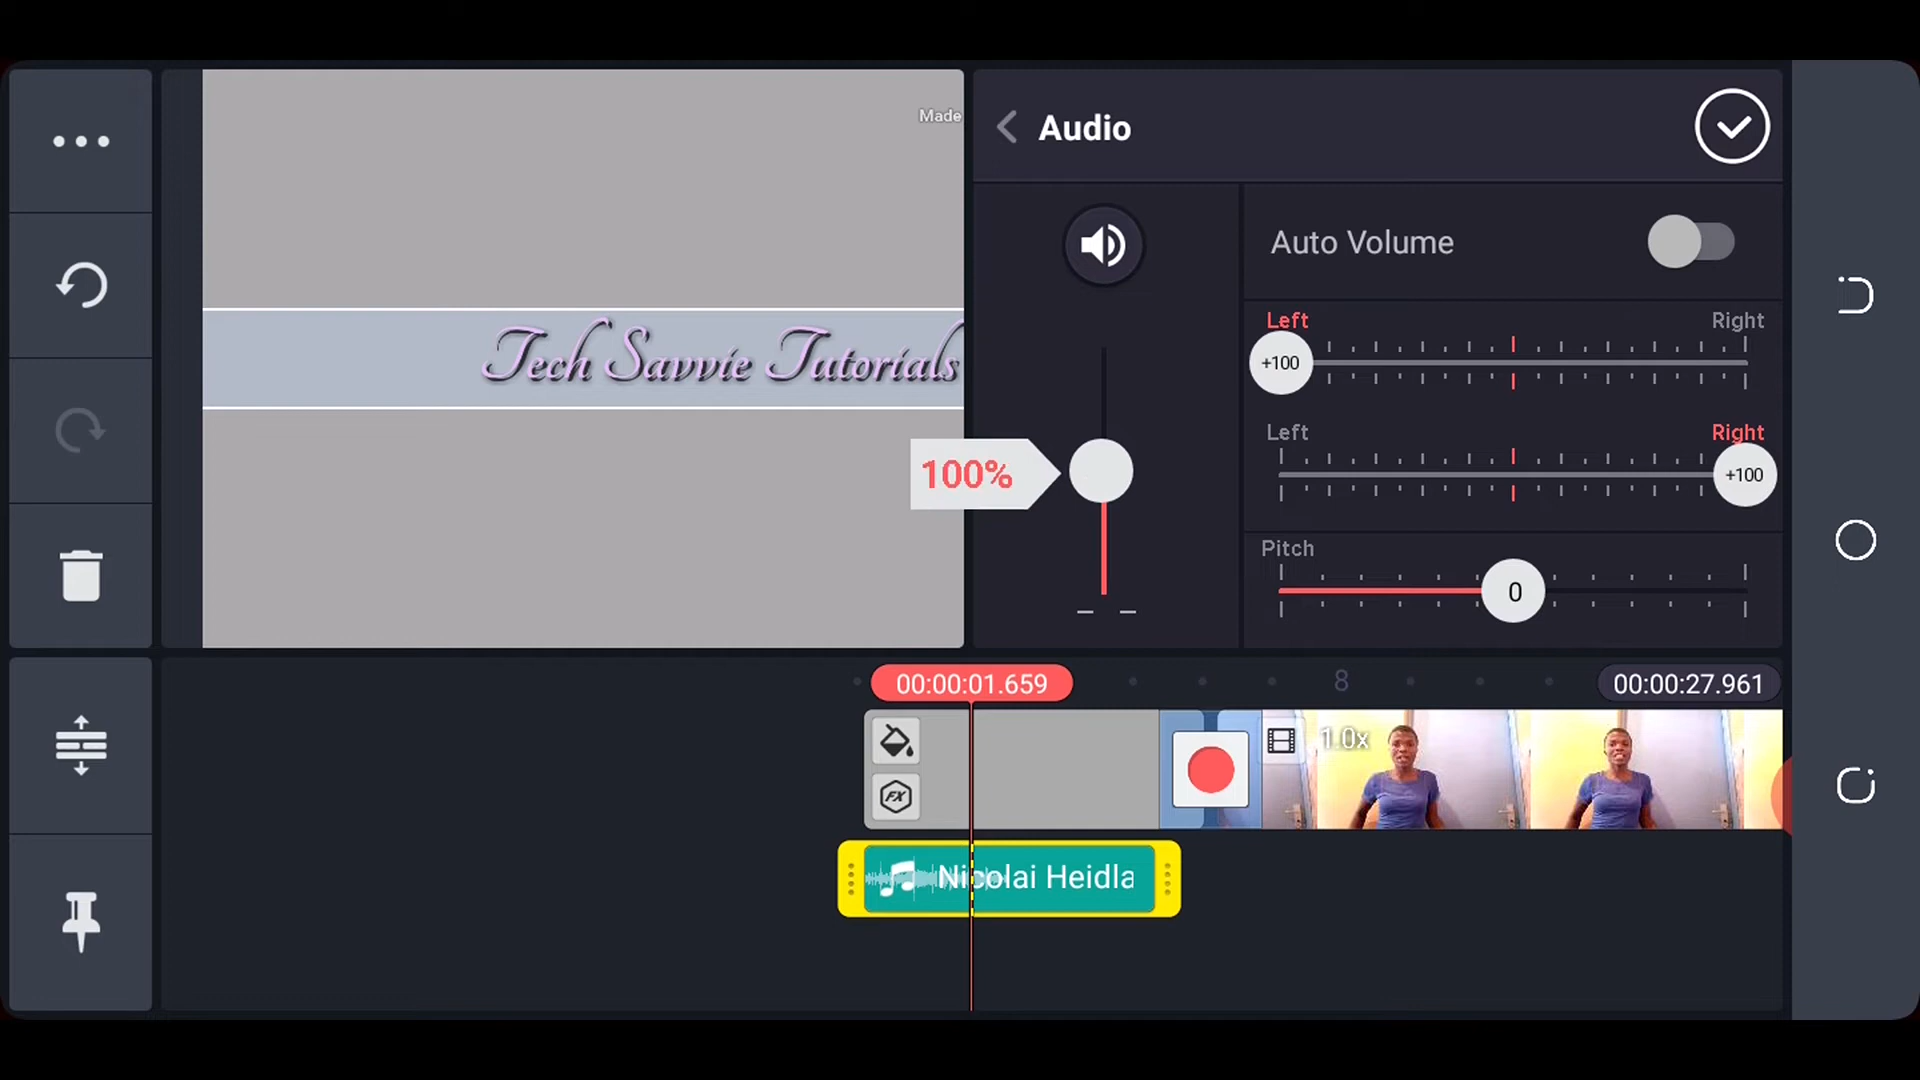 Made
Audio
Tech Savvie Tutorials
Auto Volume
Left
Right
+100
Left
Right
+100
100%
Pitch
0
00:00:01.659
8
00:00:27.961
1.0x
FX
Nicolai Heidla